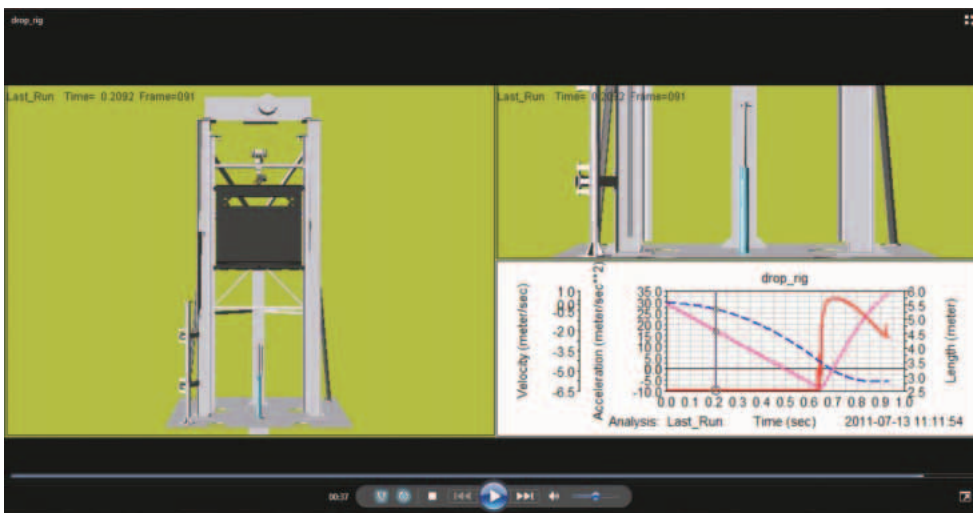 drop_rig
Last_Run Time= 0.2092 Frame=091
Last_Run Time= 0.2092 Frame=091
drop_rig
Velocity (meter/sec)
1.0
0.0
-2.0
-3.5
-5.0
-6.5
Acceleration (meter/sec**2)
35.0
30.0
25.0
20.0
15.0
10.0
5.0
0.0
-5.0
-10.0
6.0
5.5
5.0
4.5
4.0
3.5
3.0
2.5
Length (meter)
0.0 0.1 0.2 0.3 0.4 0.5 0.6 0.7 0.8 0.9 1.0
Analysis: Last_Run Time (sec) 2011-07-13 11:11:54
00:37